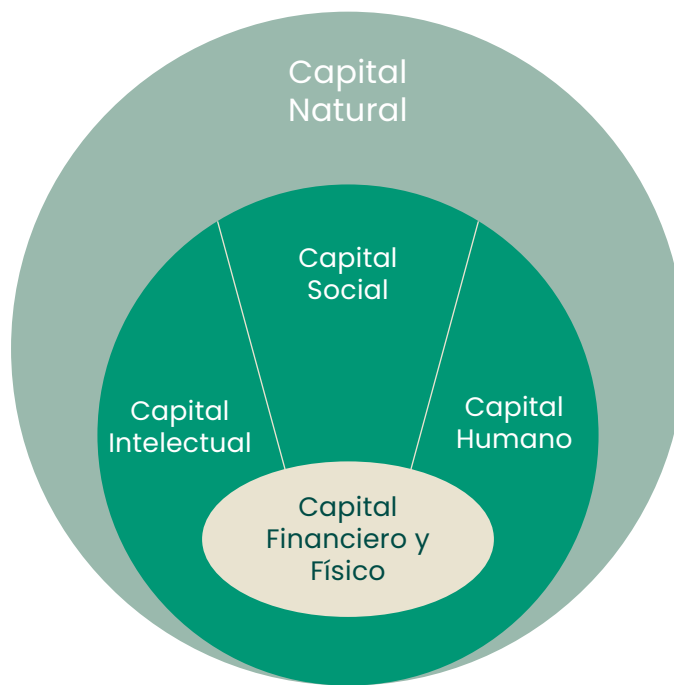 Capital
Natural
Capital
Social
Capital
Intelectual
Capital
Humano
Capital
Financiero y
Físico